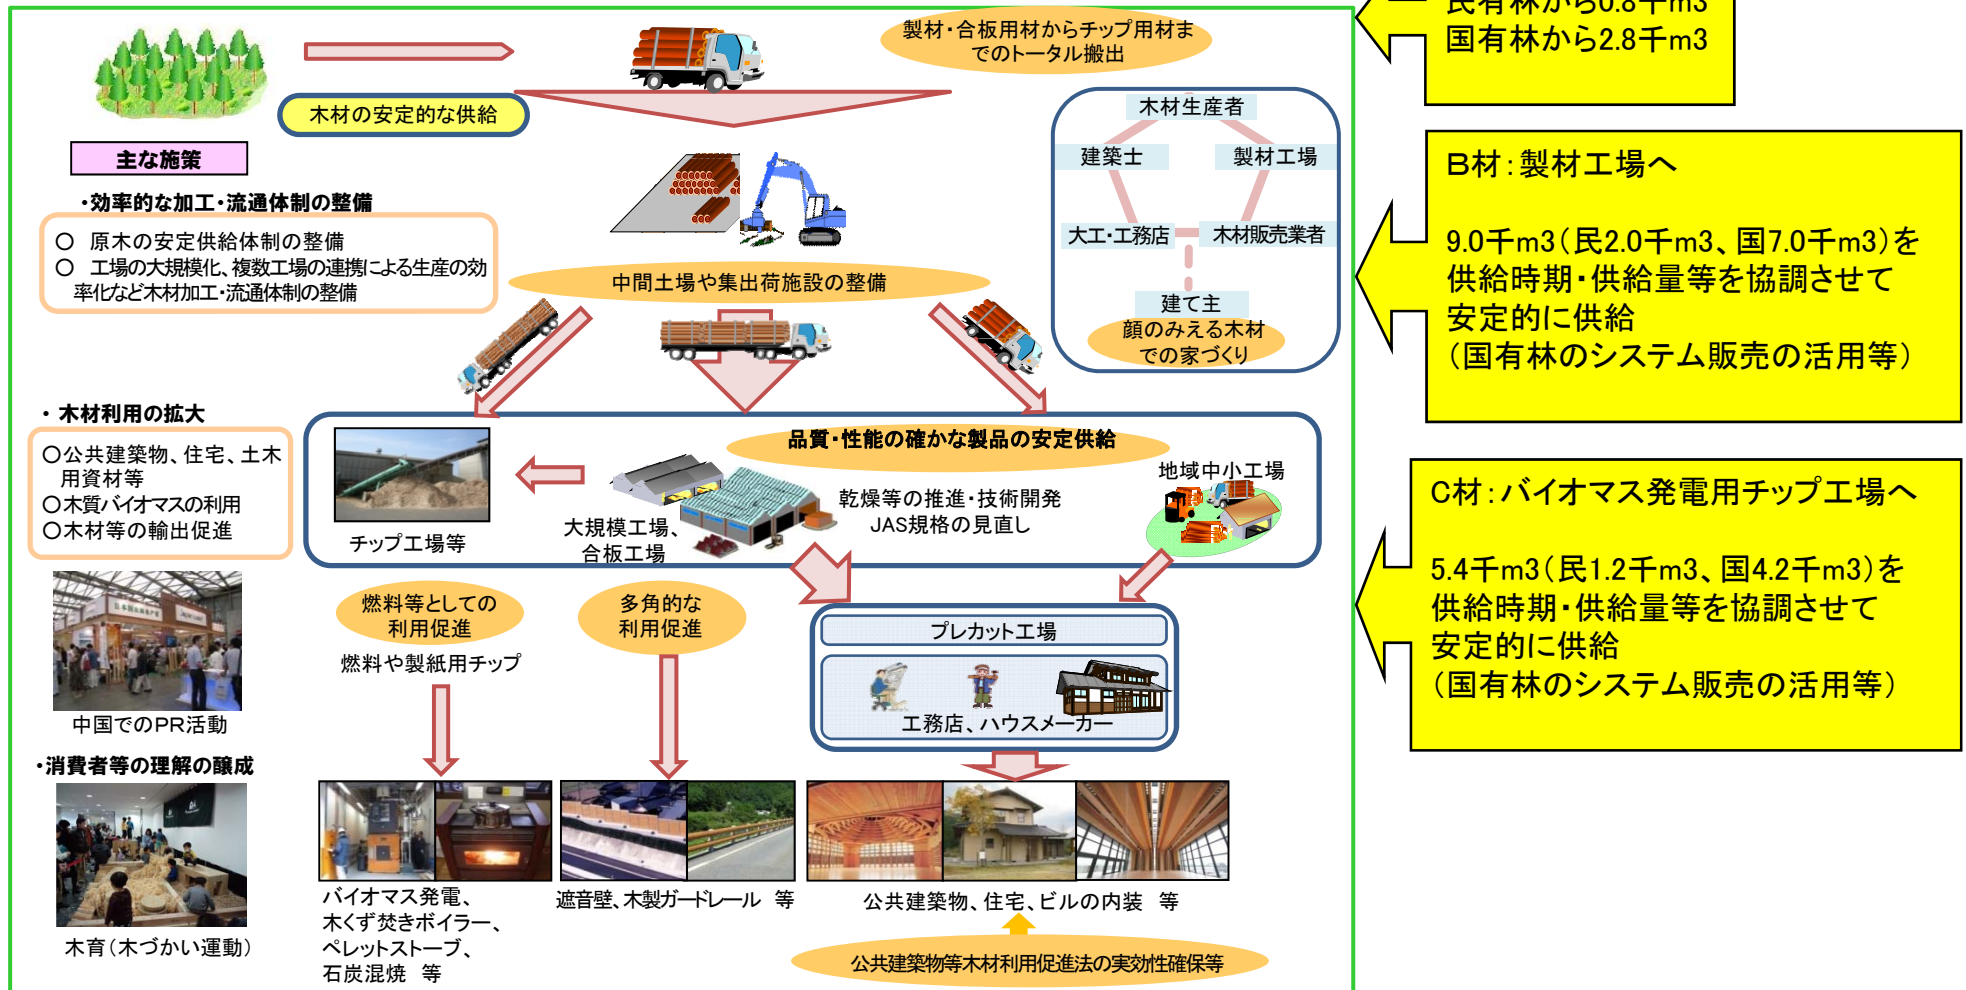 製材・合板用材からチップ用材ま
でのトータル搬出
木材の安定的な供給
主な施策
・効率的な加工・流通体制の整備
○ 原木の安定供給体制の整備
○ 工場の大規模化、複数工場の連携による生産の効
率化など木材加工・流通体制の整備
中間土場や集出荷施設の整備
木材生産者
建築士
製材工場
大工・工務店
木材販売業者
建て主
顔のみえる木材
での家づくり
・木材利用の拡大
○公共建築物、住宅、土木
用資材等
○木質バイオマスの利用
○木材等の輸出促進
中国でのPR活動
・消費者等の理解の醸成
木育(木づかい運動)
品質・性能の確かな製品の安定供給
チップ工場等
大規模工場、
合板工場
乾燥等の推進・技術開発
JAS規格の見直し
地域中小工場
燃料等としての
利用促進
燃料や製紙用チップ
多角的な
利用促進
プレカット工場
工務店、ハウスメーカー
バイオマス発電、
木くず焚きボイラー、
ペレットストーブ、
石炭混焼 等
遮音壁、木製ガードレール 等
公共建築物、住宅、ビルの内装 等
公共建築物等木材利用促進法の実効性確保等
民有林から0.8千m3
国有林から2.8千m3
B材:製材工場へ
9.0千m3(民2.0千m3、国7.0千m3)を
供給時期・供給量等を協調させて
安定的に供給
(国有林のシステム販売の活用等)
C材:バイオマス発電用チップ工場へ
5.4千m3(民1.2千m3、国4.2千m3)を
供給時期・供給量等を協調させて
安定的に供給
(国有林のシステム販売の活用等)